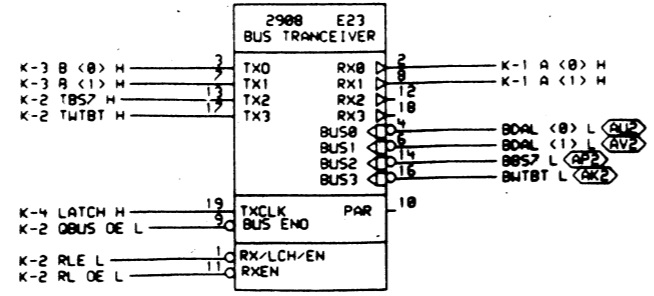 2908 E23
BUS TRANCEIVER
K-3 B <0> H 3 TX0 RX0 2 K-1 A <0> H
K-3 B <1> H 7 TX1 RX1 8 K-1 A <1> H
K-2 TBS7 H 13 TX2 RX2 12
K-2 TWTBT H 17 TX3 RX3 18
BUS0 4 BDAL <0> L AU2
BUS1 6 BDAL <1> L AV2
BUS2 14 BBS7 L AP2
BUS3 16 BWTBT L AK2
K-4 LATCH H 19 TXCLK PAR 10
K-2 QBUS OE L 9 BUS ENO
K-2 RLE L 1 RX/LCH/EN
K-2 RL OE L 11 RXEN